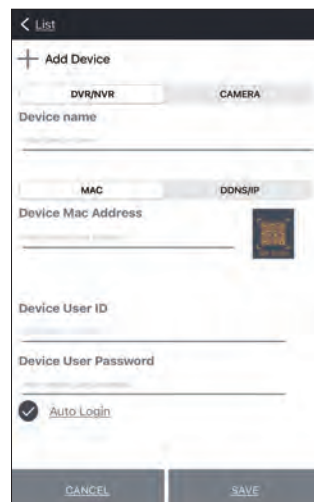 List
Add Device
DVR/NVR CAMERA
Device name
MAC DDNS/IP
Device Mac Address
Device User ID
Device User Password
Auto Login
CANCEL SAVE